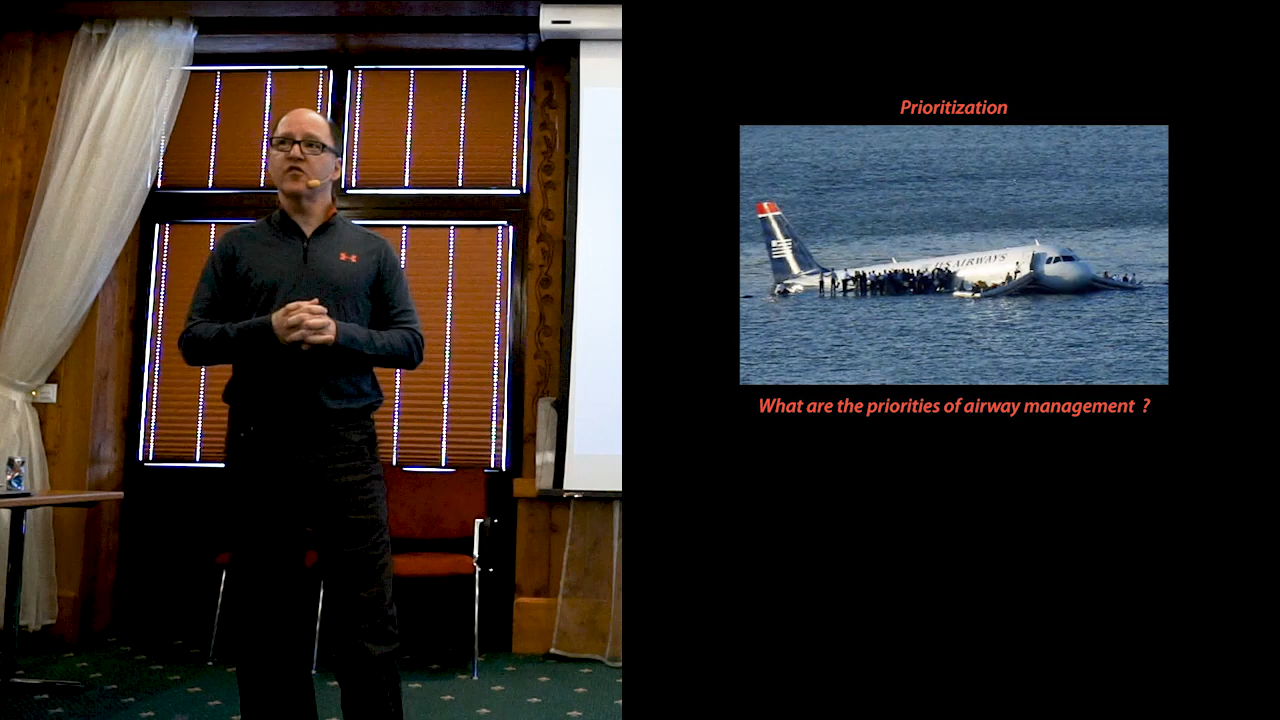 Prioritization
US AIRWAYS
What are the priorities of airway management ?